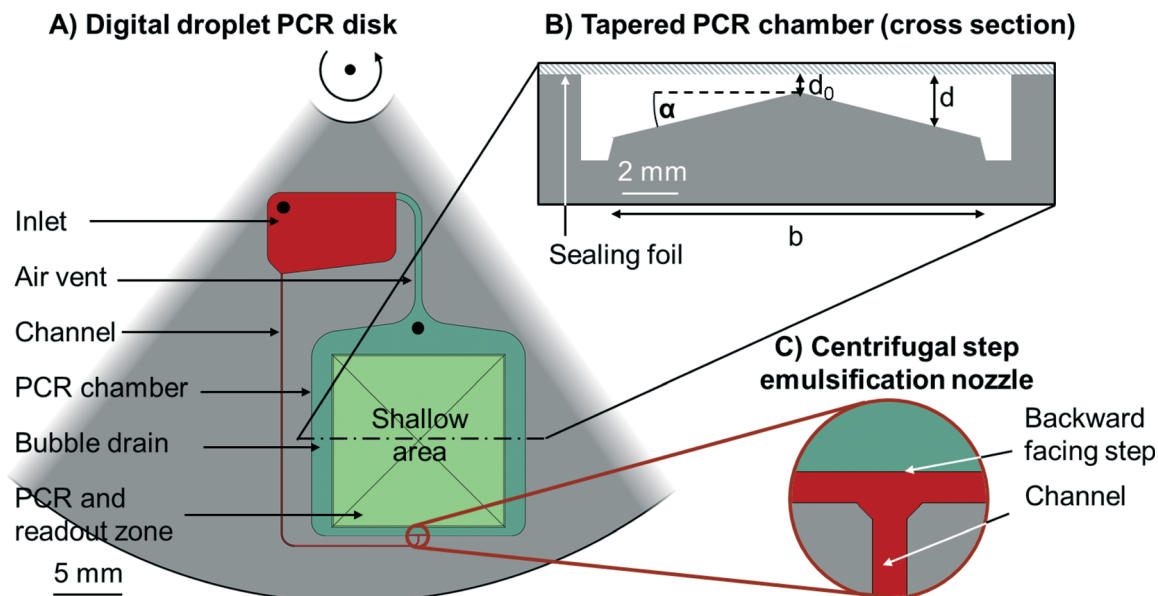 A) Digital droplet PCR disk
B) Tapered PCR chamber (cross section)
d0
d
α
2 mm
b
Sealing foil
Inlet
Air vent
Channel
PCR chamber
Bubble drain
PCR and
readout zone
Shallow
area
5 mm
C) Centrifugal step
emulsification nozzle
Backward
facing step
Channel